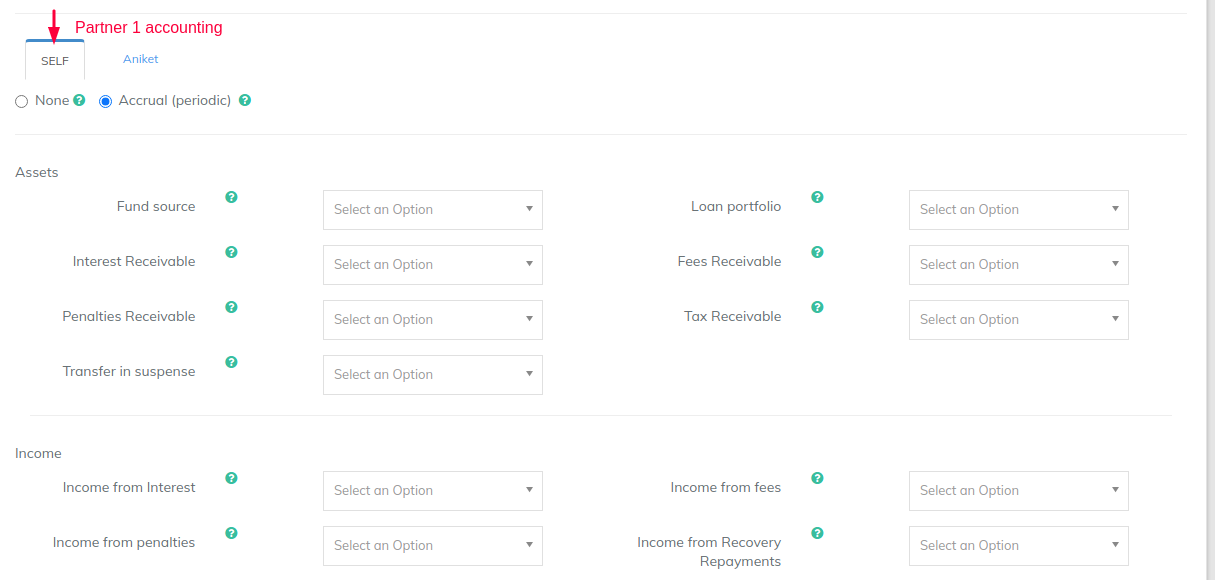 Partner 1 accounting
SELF Aniket
None ? Accrual (periodic) ?
Assets
Fund source ? Select an Option Loan portfolio ? Select an Option
Interest Receivable ? Select an Option Fees Receivable ? Select an Option
Penalties Receivable ? Select an Option Tax Receivable ? Select an Option
Transfer in suspense ? Select an Option
Income
Income from Interest ? Select an Option Income from fees ? Select an Option
Income from penalties ? Select an Option Income from Recovery ? Select an Option
Repayments